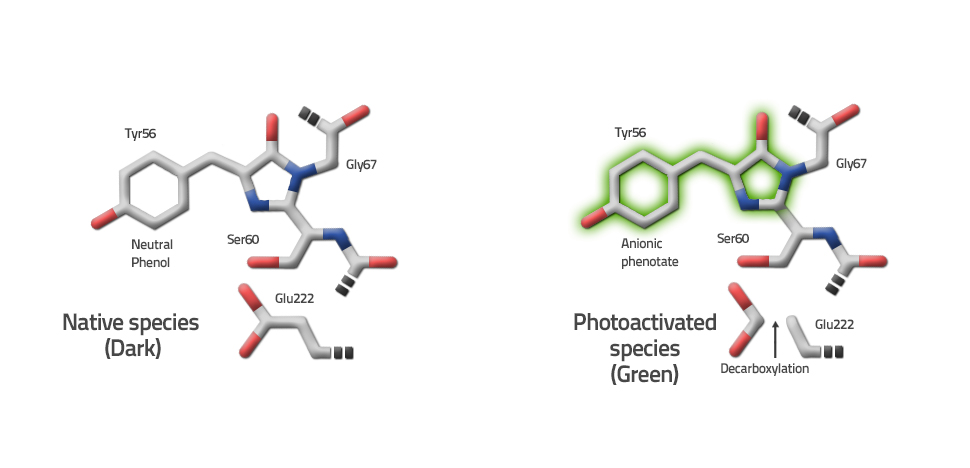 Tyr56
Gly67
Neutral
Phenol
Ser60
Glu222
Native species
(Dark)
Tyr56
Gly67
Anionic
phenotate
Ser60
Glu222
Photoactivated
species
(Green)
Decarboxylation